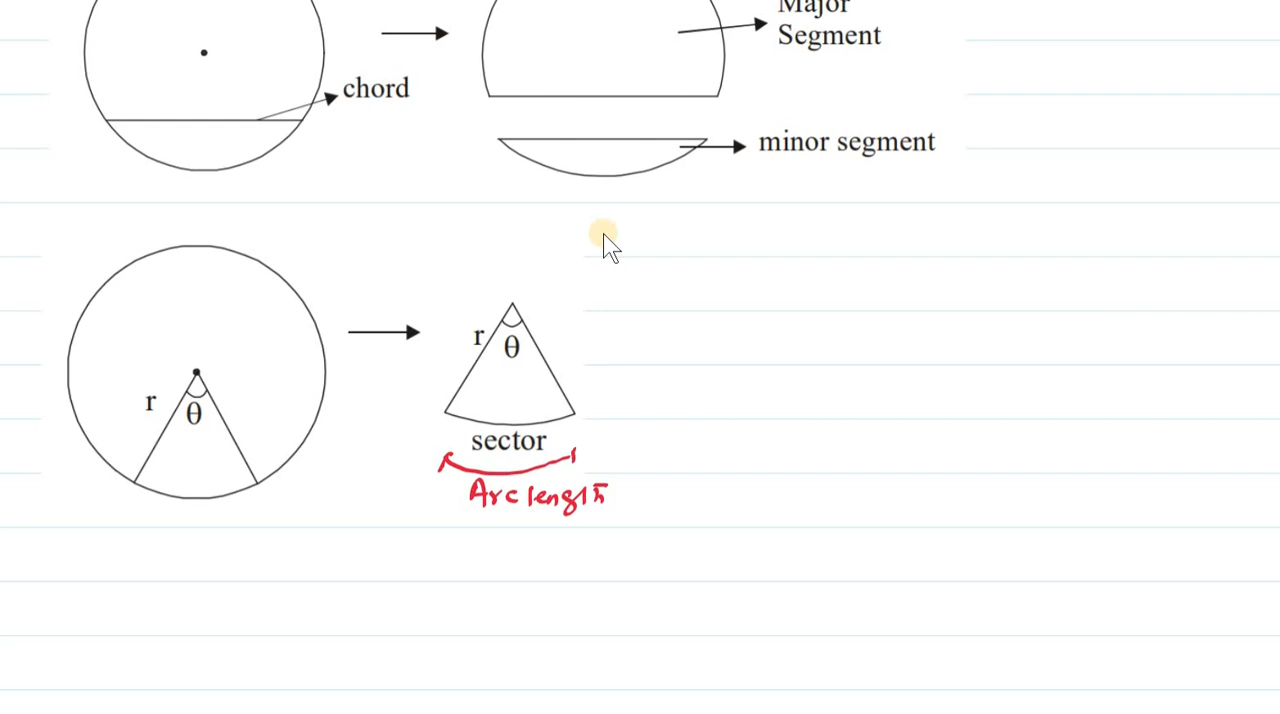 Major
Segment
chord
minor segment
r
θ
r
θ
sector
Arc length